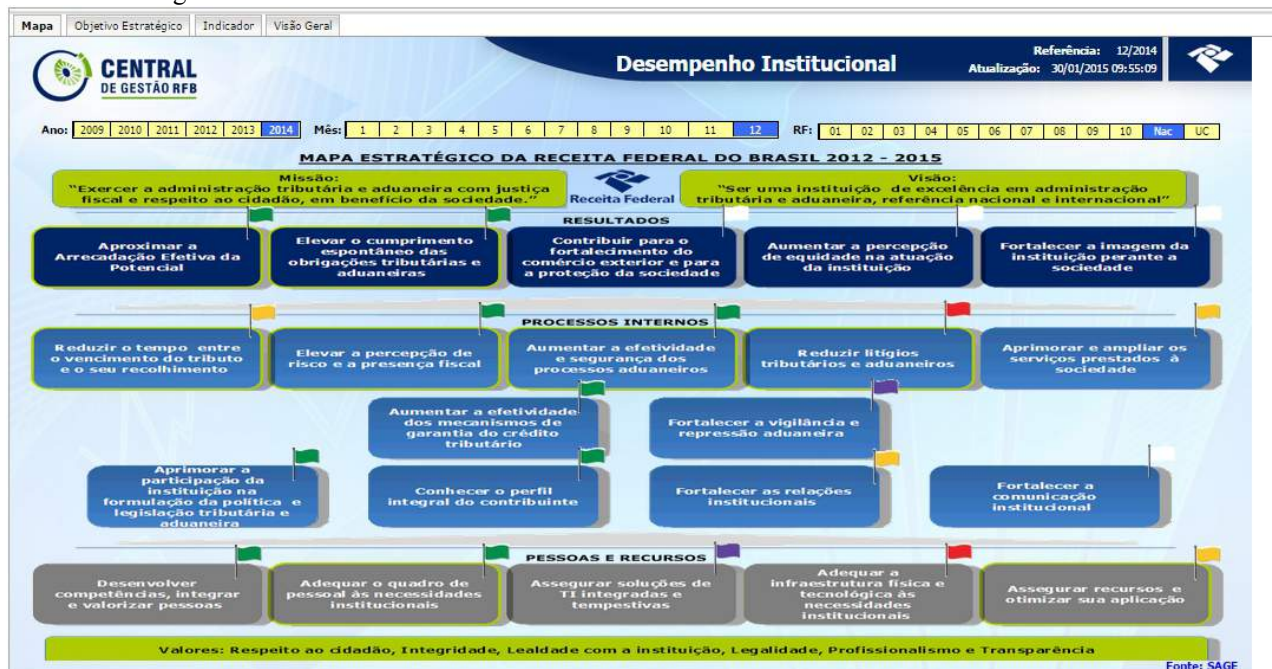 Mapa Objetivo Estratégico Indicador Visão Geral
CENTRAL
DE GESTÃO RFB
Desempenho Institucional
Referência: 12/2014
Atualização: 30/01/2015 09:55:09
Ano: 2009 2010 2011 2012 2013 2014 Mês: 1 2 3 4 5 6 7 8 9 10 11 12 RF: 01 02 03 04 05 06 07 08 09 10 Nac UC
MAPA ESTRATÉGICO DA RECEITA FEDERAL DO BRASIL 2012 - 2015
Missão:
"Exercer a administração tributária e aduaneira com justiça
fiscal e respeito ao cidadão, em benefício da sociedade."
Receita Federal
Visão:
"Ser uma instituição de excelência em administração
tributária e aduaneira, referência nacional e internacional"
RESULTADOS
Aproximar a
Arrecadação Efetiva da
Potencial
Elevar o cumprimento
espontâneo das
obrigações tributárias e
aduaneiras
Contribuir para o
fortalecimento do
comércio exterior e para
a proteção da sociedade
Aumentar a percepção
de equidade na atuação
da instituição
Fortalecer a imagem da
instituição perante a
sociedade
PROCESSOS INTERNOS
Reduzir o tempo entre
o vencimento do tributo
e o seu recolhimento
Elevar a percepção de
risco e a presença fiscal
Aumentar a efetividade
e segurança dos
processos aduaneiros
Reduzir litígios
tributários e aduaneiros
Aprimorar e ampliar os
serviços prestados à
sociedade
Aumentar a efetividade
dos mecanismos de
garantia do crédito
tributário
Fortalecer a vigilância e
repressão aduaneira
Aprimorar a
participação da
instituição na
formulação da política e
legislação tributária e
aduaneira
Conhecer o perfil
integral do contribuinte
Fortalecer as relações
institucionais
Fortalecer a
comunicação
institucional
PESSOAS E RECURSOS
Desenvolver
competências, integrar
e valorizar pessoas
Adequar o quadro de
pessoal às necessidades
institucionais
Assegurar soluções de
TI integradas e
tempestivas
Adequar a
infraestrutura física e
tecnológica às
necessidades
institucionais
Assegurar recursos e
otimizar sua aplicação
Valores: Respeito ao cidadão, Integridade, Lealdade com a instituição, Legalidade, Profissionalismo e Transparência
Fonte: SAGE